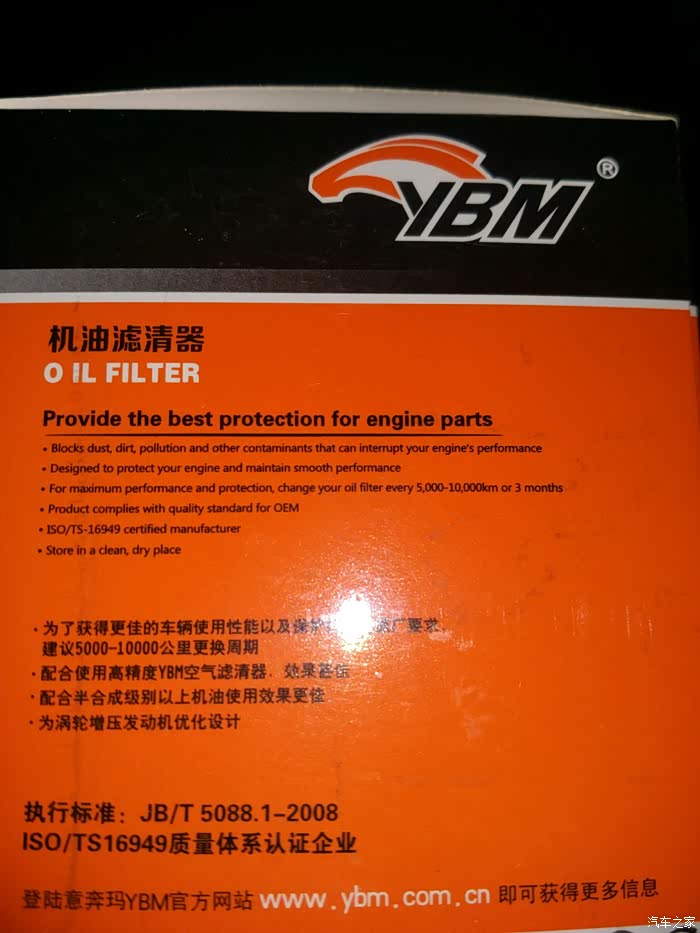 YBM®
机油滤清器
O IL FILTER
Provide the best protection for engine parts
• Blocks dust, dirt, pollution and other contaminants that can interrupt your engine's performance
• Designed to protect your engine and maintain smooth performance
• For maximum performance and protection, change your oil filter every 5,000-10,000km or 3 months
• Product complies with quality standard for OEM
• ISO/TS-16949 certified manufacturer
• Store in a clean, dry place
· 为了获得更佳的车辆使用性能以及保护 厂要求,
建议5000-10000公里更换周期
· 配合使用高精度YBM空气滤清器, 效果
· 配合半合成级别以上机油使用效果更佳
· 为涡轮增压发动机优化设计
执行标准: JB/T 5088.1-2008
ISO/TS16949质量体系认证企业
登陆意奔玛YBM官方网站 www.ybm.com.cn 即可获得更多信息
汽车之家